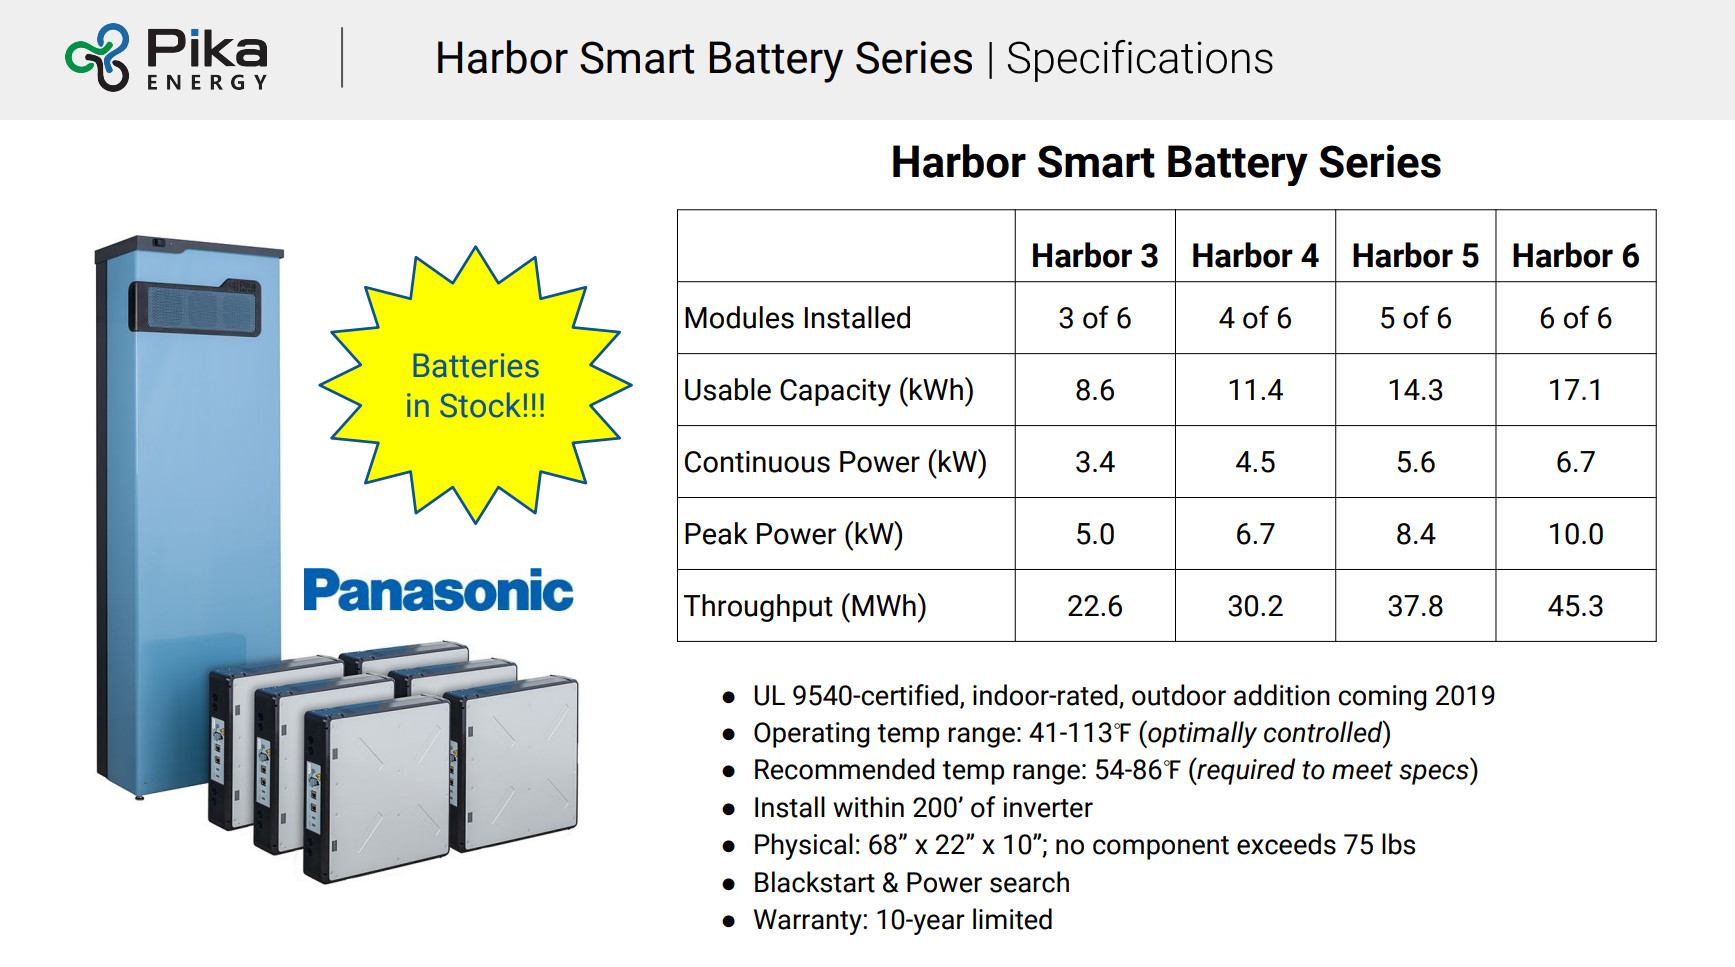 Pika
ENERGY
Harbor Smart Battery Series | Specifications
Harbor Smart Battery Series
Batteries
in Stock!!!
Panasonic
Harbor 3 Harbor 4 Harbor 5 Harbor 6
Modules Installed 3 of 6 4 of 6 5 of 6 6 of 6
Usable Capacity (kWh) 8.6 11.4 14.3 17.1
Continuous Power (kW) 3.4 4.5 5.6 6.7
Peak Power (kW) 5.0 6.7 8.4 10.0
Throughput (MWh) 22.6 30.2 37.8 45.3
● UL 9540-certified, indoor-rated, outdoor addition coming 2019
● Operating temp range: 41-113℉ (optimally controlled)
● Recommended temp range: 54-86℉ (required to meet specs)
● Install within 200’ of inverter
● Physical: 68” x 22” x 10”; no component exceeds 75 lbs
● Blackstart & Power search
● Warranty: 10-year limited